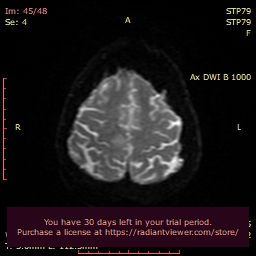 Im: 45/48
Se: 4
STP79
STP79
F
A
Ax DWI B 1000
R
L
You have 30 days left in your trial period.
Purchase a license at https://radiantviewer.com/store/